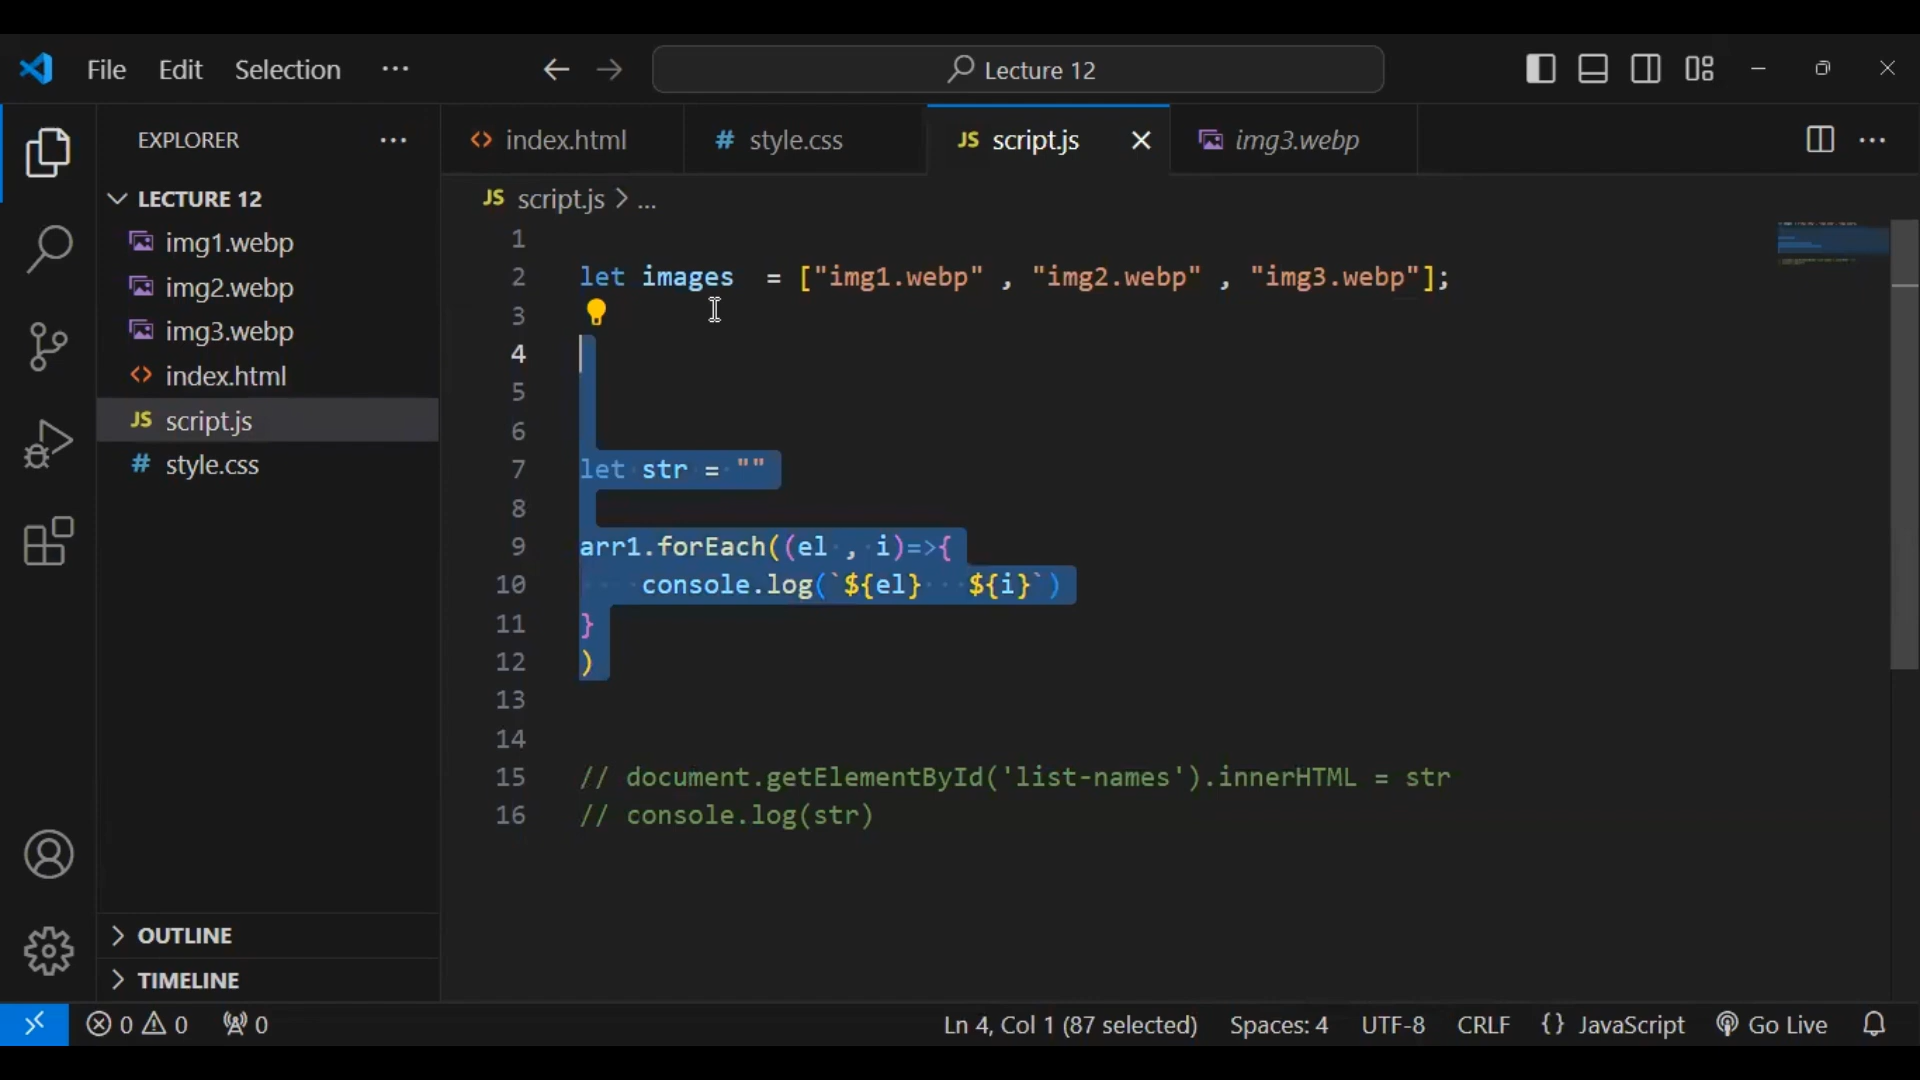 File Edit Selection ···
Lecture 12
EXPLORER ···
index.html
# style.css
JS script.js
img3.webp
···
LECTURE 12
img1.webp
img2.webp
img3.webp
index.html
JS script.js
# style.css
OUTLINE
TIMELINE
JS script.js > ...
1
2 let images  = ["img1.webp" , "img2.webp" , "img3.webp"];
3
4
5
6
7 let str = ""
8
9 arr1.forEach((el , i)=>{
10     console.log(`${el}   ${i}`)
11 }
12 )
13
14
15 // document.getElementById('list-names').innerHTML = str
16 // console.log(str)
0 0 0 Ln 4, Col 1 (87 selected) Spaces: 4 UTF-8 CRLF {} JavaScript Go Live